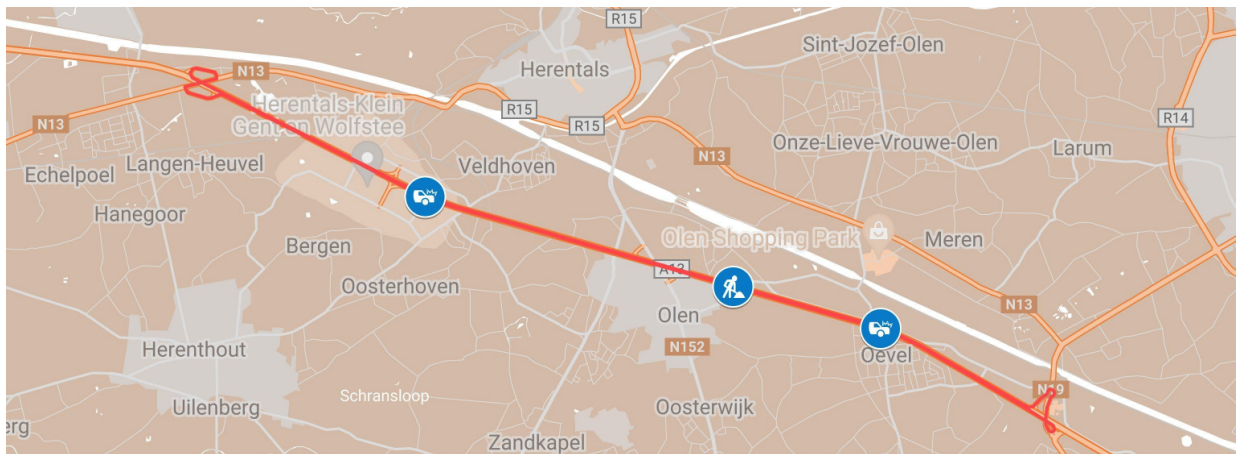 R15
Sint-Jozef-Olen
N13
Herentals
Herentals-Klein
Gent en Wolfstee
R15
R15
R14
N13
Onze-Lieve-Vrouwe-Olen
Larum
N13
Langen-Heuvel
Veldhoven
Echelpoel
Hanegoor
Bergen
Olen Shopping Park
Meren
Oosterhoven
A13
N13
Olen
Herenthout
N152
Oevel
Schransloop
N19
Uilenberg
Oosterwijk
erg
Zandkapel